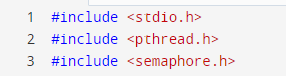 1 #include <stdio.h>
2 #include <pthread.h>
3 #include <semaphore.h>